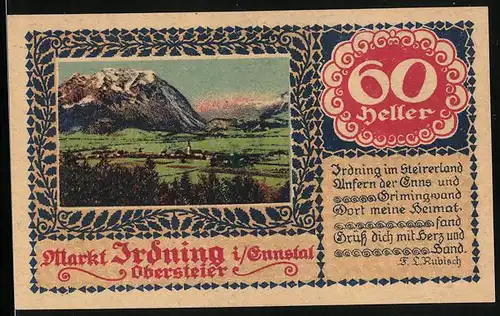 60
Heller
Irdning im Steirerland
Unfern der Enns und
Grimingwand
Dort meine Heimat-
fand
Grüß dich mit Herz und
Hand.
F. L. Rubisch
Markt Irdning i/Ennstal
Obersteier